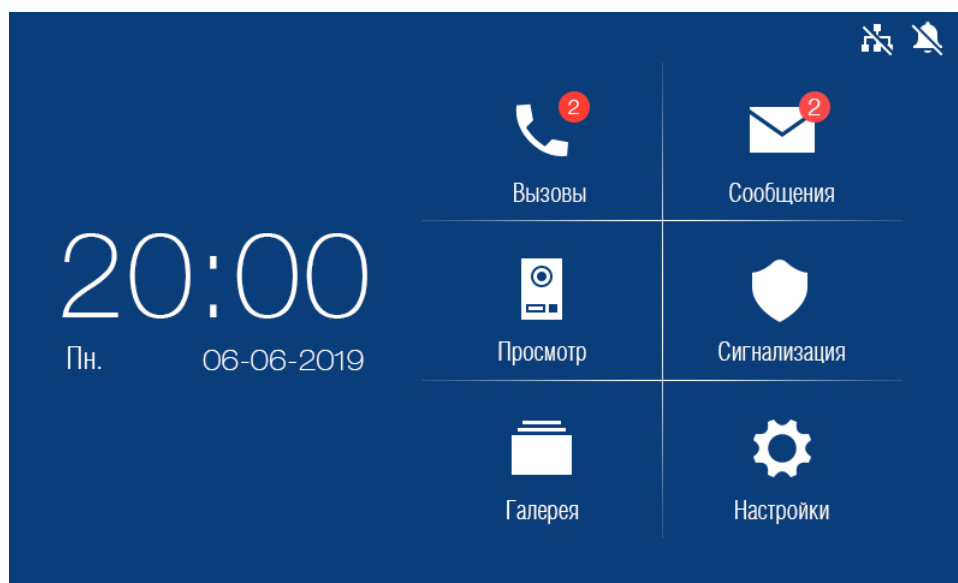 2
2
Вызовы
Сообщения
20:00
Пн.
06-06-2019
Просмотр
Сигнализация
Галерея
Настройки